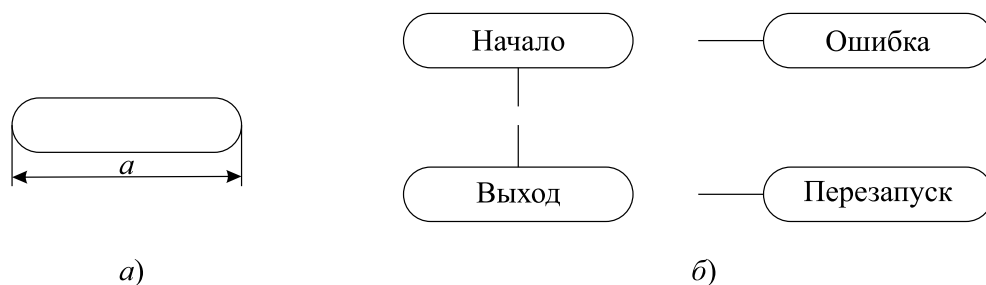 Начало
Ошибка
a
Выход
Перезапуск
а)
б)